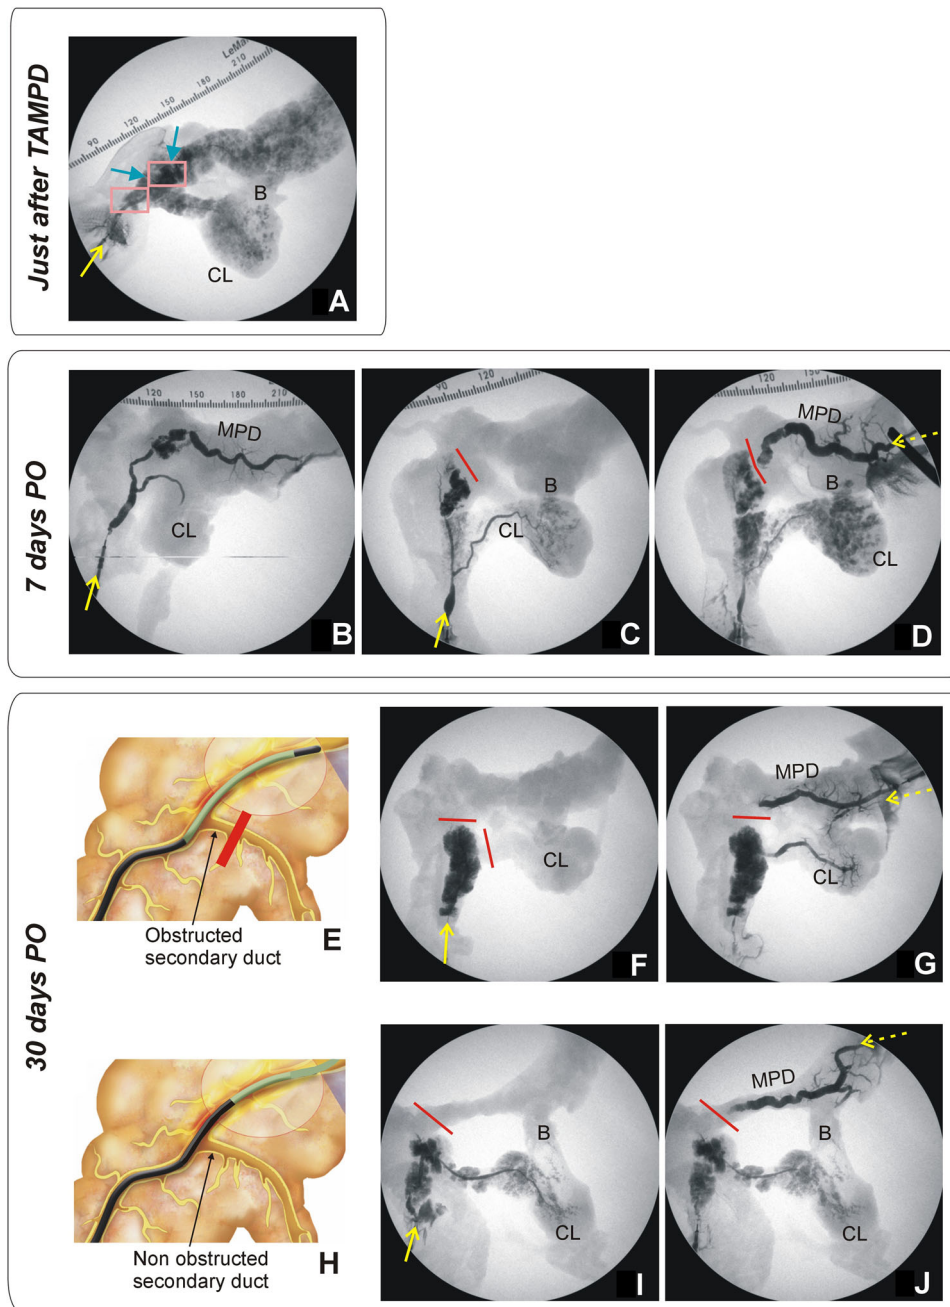 Just after TAMPD
LeMa
90 120 150 180 210
B
CL
A
7 days PO
120 150 180 210
MPD
CL
B
90 120
B
CL
C
120 150
MPD
B
CL
D
30 days PO
Obstructed
secondary duct
E
CL
F
MPD
CL
G
Non obstructed
secondary duct
H
B
CL
I
MPD
B
CL
J